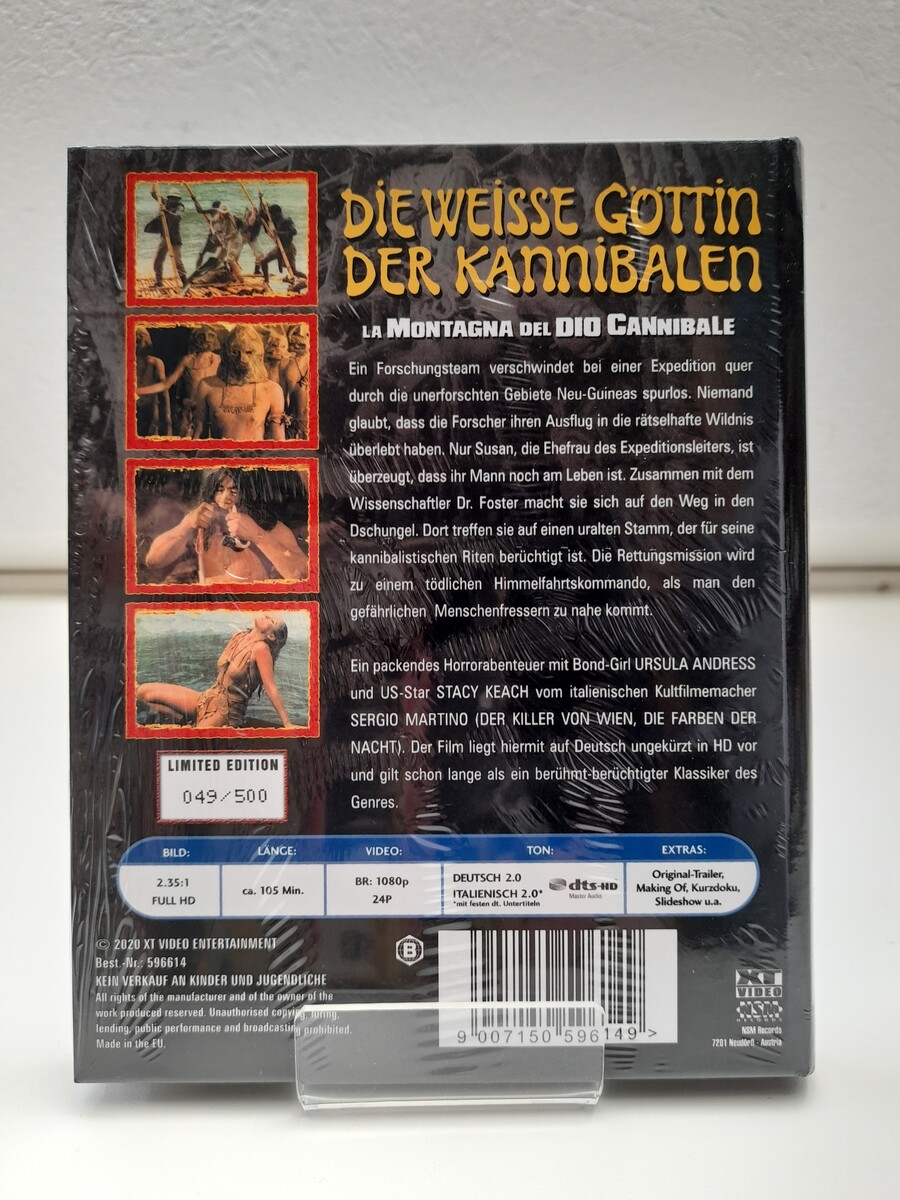 DIE WEISSE GÖTTIN
DER KANNIBALEN
LA MONTAGNA DEL DIO CANNIBALE
Ein Forschungsteam verschwindet bei einer Expedition quer
durch die unerforschten Gebiete Neu-Guineas spurlos. Niemand
glaubt, dass die Forscher ihren Ausflug in die rätselhafte Wildnis
überlebt haben. Nur Susan, die Ehefrau des Expeditionsleiters, ist
überzeugt, dass ihr Mann noch am Leben ist. Zusammen mit dem
Wissenschaftler Dr. Foster macht sie sich auf den Weg in den
Dschungel. Dort treffen sie auf einen uralten Stamm, der für seine
kannibalistischen Riten berüchtigt ist. Die Rettungsmission wird
zu einem tödlichen Himmelfahrtskommando, als man den
gefährlichen Menschenfressern zu nahe kommt.
Ein packendes Horrorabenteuer mit Bond-Girl URSULA ANDRESS
und US-Star STACY KEACH vom italienischen Kultfilmemacher
SERGIO MARTINO (DER KILLER VON WIEN, DIE FARBEN DER
NACHT). Der Film liegt hiermit auf Deutsch ungekürzt in HD vor
und gilt schon lange als ein berühmt-berüchtigter Klassiker des
Genres.
LIMITED EDITION
049/500
BILD:
2.35:1
FULL HD
LÄNGE:
ca. 105 Min.
VIDEO:
BR: 1080p
24P
TON:
DEUTSCH 2.0
ITALIENISCH 2.0*
*mit festen dt. Untertiteln
dts-HD
Master Audio
EXTRAS:
Original-Trailer,
Making Of, Kurzdoku,
Slideshow u.a.
© 2020 XT VIDEO ENTERTAINMENT
Best.-Nr.: 596614
KEIN VERKAUF AN KINDER UND JUGENDLICHE
All rights of the manufacturer and of the owner of the
work produced reserved. Unauthorised copying, hiring,
lending, public performance and broadcasting prohibited.
Made in the EU.
B
9 007150 596149 >
XT
VIDEO
NSM
RECORDS
NSM Records
7201 Neudörfl - Austria